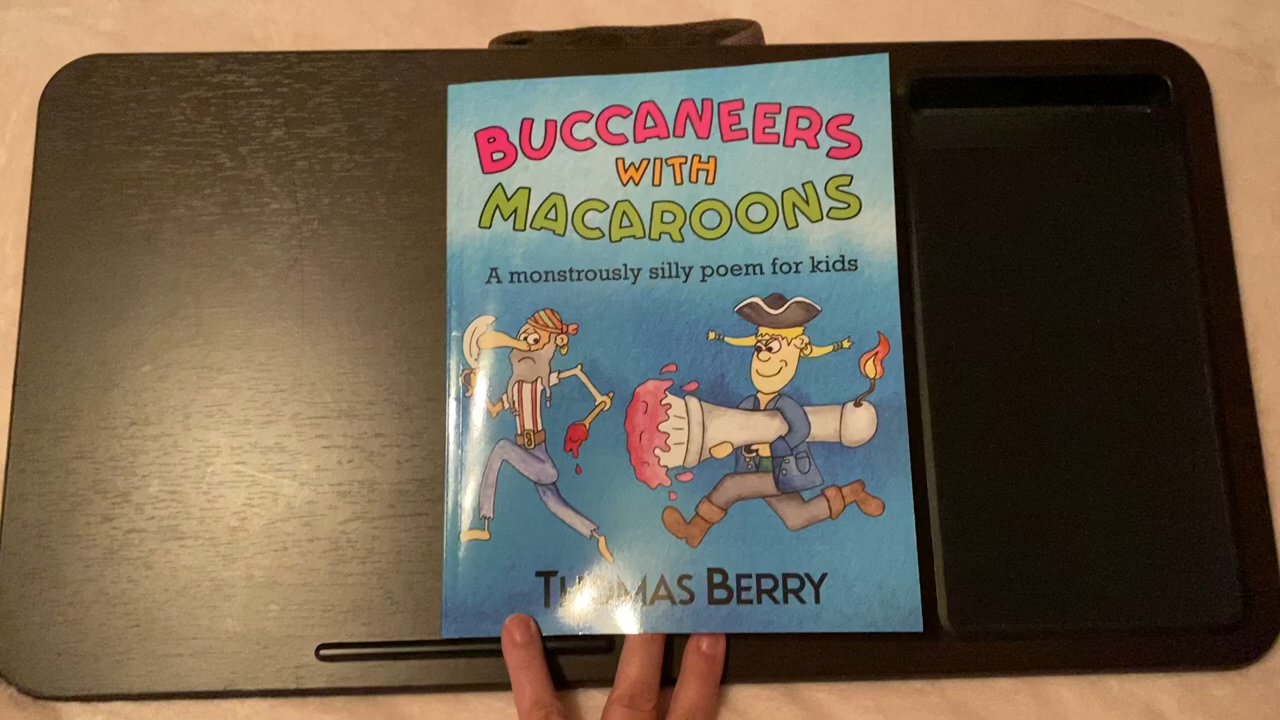 BUCCANEERS
WITH
MACAROONS
A monstrously silly poem for kids
THOMAS BERRY